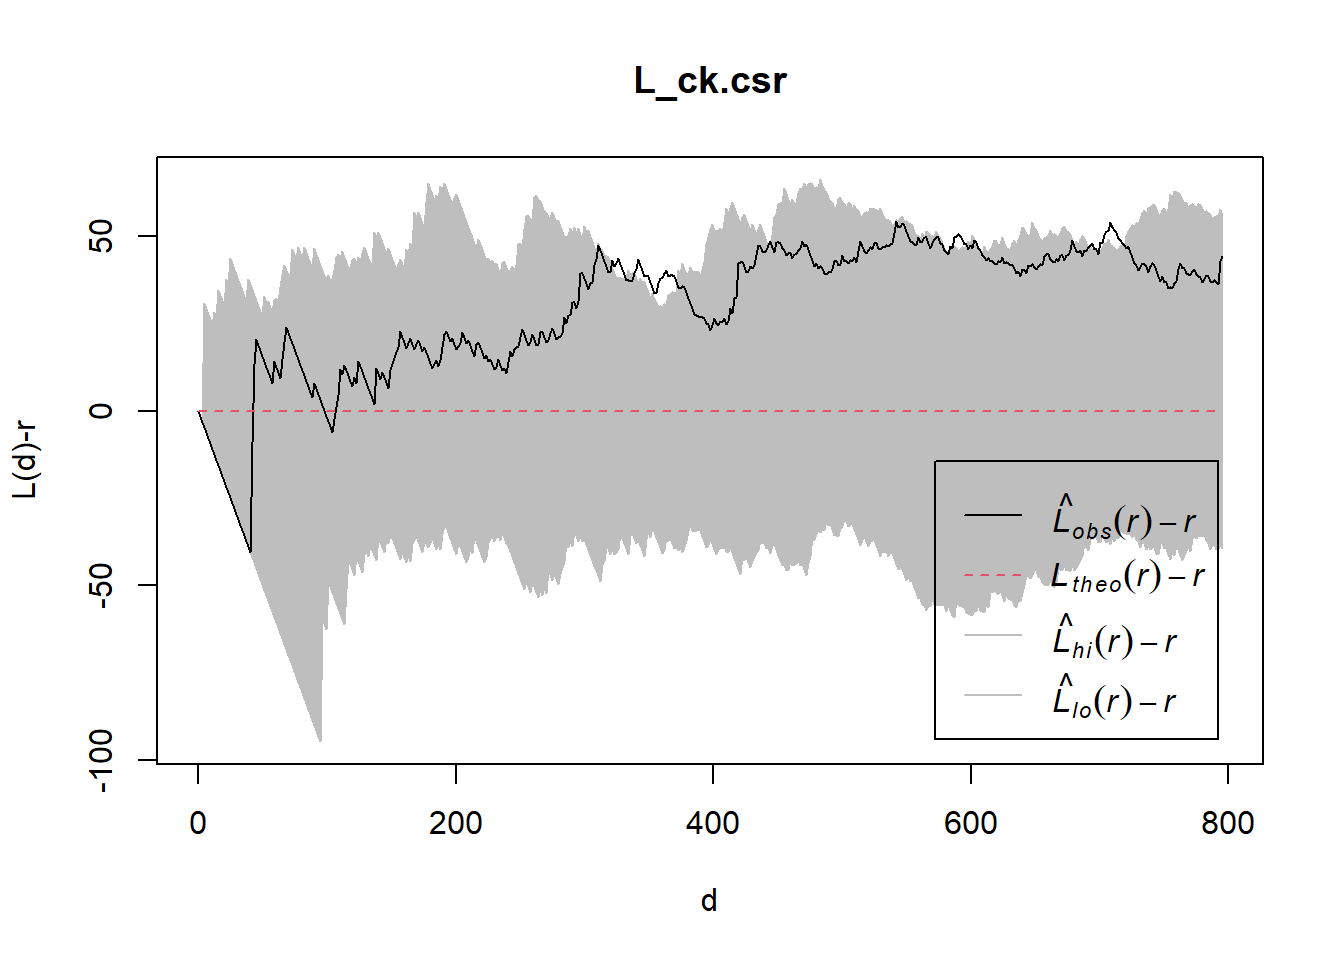 L_ck.csr
L(d)-r
50
0
-50
-100
0 200 400 600 800
d
L̂obs(r) – r
Ltheo(r) – r
L̂hi(r) – r
L̂lo(r) – r